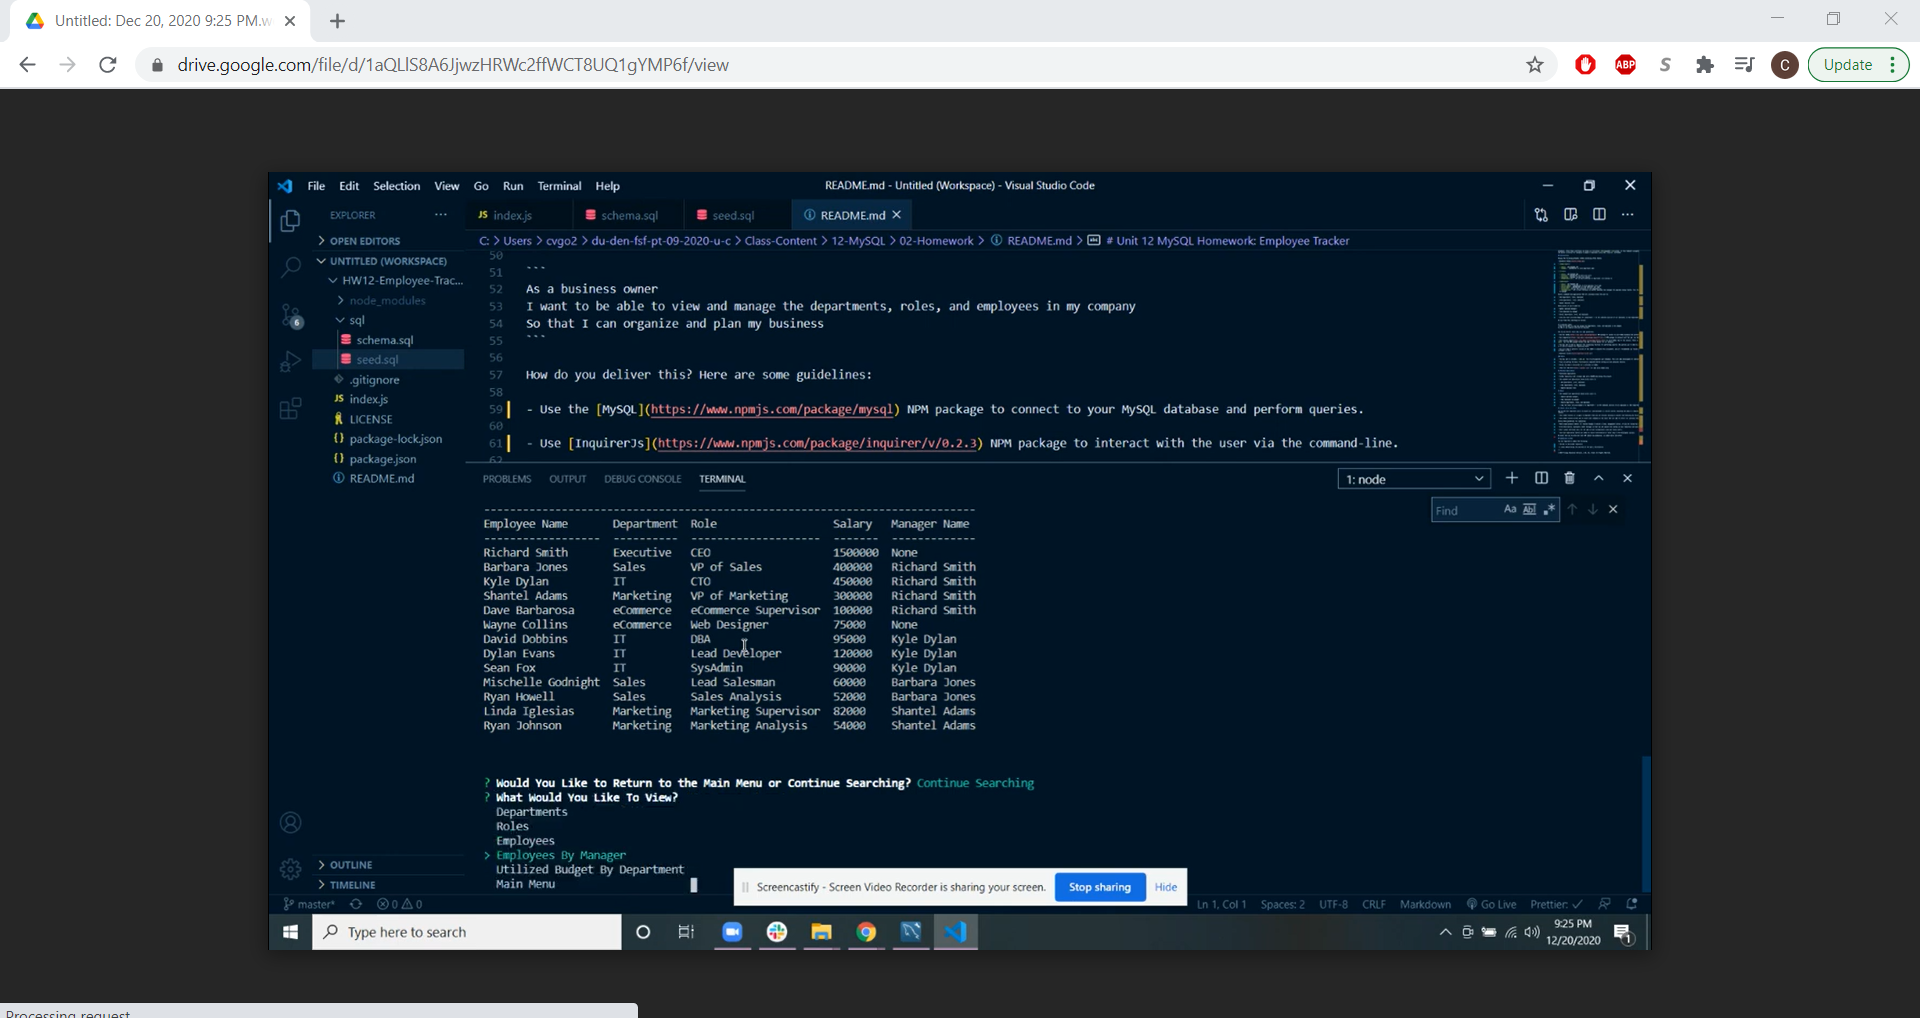 Untitled: Dec 20, 2020 9:25 PM.w
drive.google.com/file/d/1aQLlS8A6JjwzHRWc2ffWCT8UQ1gYMP6f/view
ABP
S
C
Update
File Edit Selection View Go Run Terminal Help
README.md - Untitled (Workspace) - Visual Studio Code
EXPLORER
JS index.js
schema.sql
seed.sql
README.md
C: > Users > cvgo2 > du-den-fsf-pt-09-2020-u-c > Class-Content > 12-MySQL > 02-Homework > README.md > # Unit 12 MySQL Homework: Employee Tracker
> OPEN EDITORS
UNTITLED (WORKSPACE)
HW12-Employee-Trac...
> node_modules
sql
schema.sql
seed.sql
.gitignore
JS index.js
LICENSE
{} package-lock.json
{} package.json
README.md
6
50
51 ```
52 As a business owner
53 I want to be able to view and manage the departments, roles, and employees in my company
54 So that I can organize and plan my business
55 ```
56
57 How do you deliver this? Here are some guidelines:
58
59 - Use the [MySQL](https://www.npmjs.com/package/mysql) NPM package to connect to your MySQL database and perform queries.
60
61 - Use [InquirerJs](https://www.npmjs.com/package/inquirer/v/0.2.3) NPM package to interact with the user via the command-line.
62
PROBLEMS OUTPUT DEBUG CONSOLE TERMINAL
1: node
Find Aa Abl .*
Employee Name Department Role Salary Manager Name
Richard Smith Executive CEO 1500000 None
Barbara Jones Sales VP of Sales 400000 Richard Smith
Kyle Dylan IT CTO 450000 Richard Smith
Shantel Adams Marketing VP of Marketing 300000 Richard Smith
Dave Barbarosa eCommerce eCommerce Supervisor 100000 Richard Smith
Wayne Collins eCommerce Web Designer 75000 None
David Dobbins IT DBA 95000 Kyle Dylan
Dylan Evans IT Lead Developer 120000 Kyle Dylan
Sean Fox IT SysAdmin 90000 Kyle Dylan
Mischelle Godnight Sales Lead Salesman 60000 Barbara Jones
Ryan Howell Sales Sales Analysis 52000 Barbara Jones
Linda Iglesias Marketing Marketing Supervisor 82000 Shantel Adams
Ryan Johnson Marketing Marketing Analysis 54000 Shantel Adams
? Would You Like to Return to the Main Menu or Continue Searching? Continue Searching
? What Would You Like To View?
Departments
Roles
Employees
> Employees By Manager
Utilized Budget By Department
Main Menu
> OUTLINE
> TIMELINE
Screencastify - Screen Video Recorder is sharing your screen. Stop sharing Hide
master* 0 0
Ln 1, Col 1 Spaces: 2 UTF-8 CRLF Markdown Go Live Prettier: ✓
Type here to search
9:25 PM
12/20/2020
1
Processing request